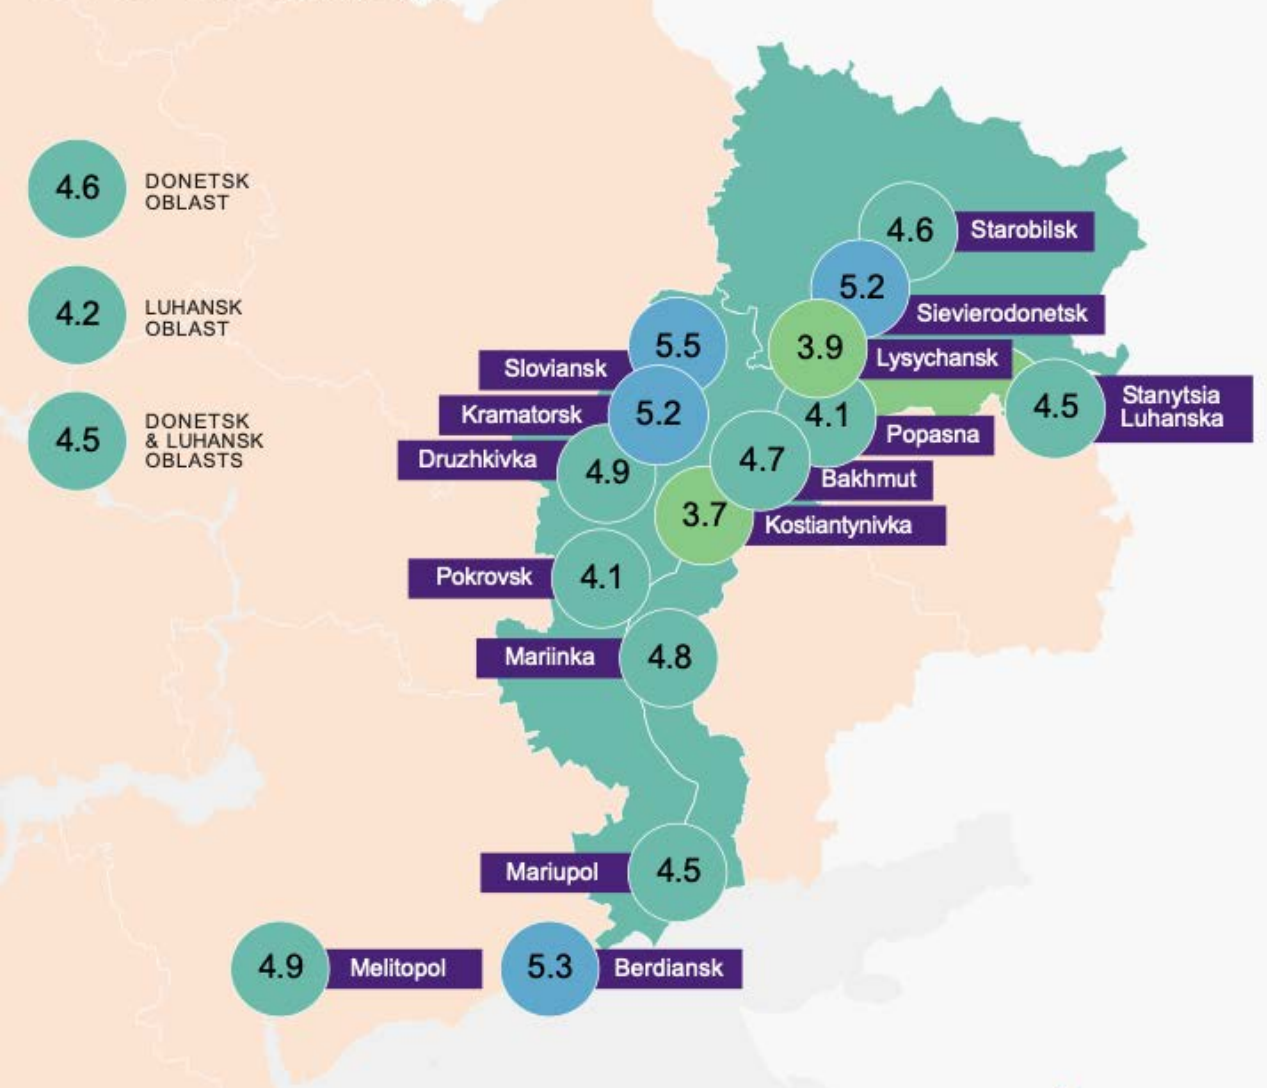 4.6
DONETSK
OBLAST
4.2
LUHANSK
OBLAST
4.5
DONETSK
& LUHANSK
OBLASTS
4.6 Starobilsk
5.2 Sievierodonetsk
Sloviansk 5.5
3.9 Lysychansk
Kramatorsk 5.2
4.1 Popasna
4.5 Stanytsia
Luhanska
Druzhkivka 4.9
4.7 Bakhmut
3.7 Kostiantynivka
Pokrovsk 4.1
Mariinka 4.8
Mariupol 4.5
4.9 Melitopol
5.3 Berdiansk